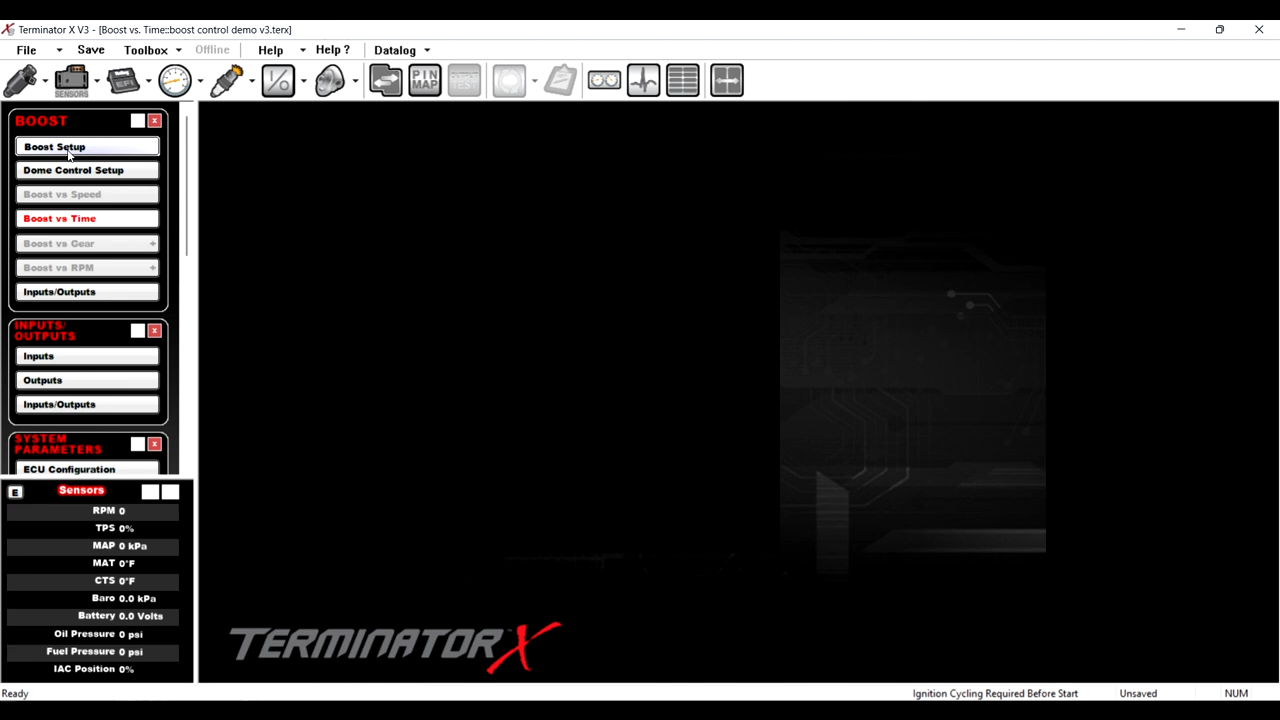 Terminator X V3 - [Boost vs. Time::boost control demo v3.terx]
File Save Toolbox Offline Help Help ? Datalog
SENSORS EFI I/O PIN MAP OUTPUT TEST
BOOST x
Boost Setup
Dome Control Setup
Boost vs Speed
Boost vs Time
Boost vs Gear +
Boost vs RPM +
Inputs/Outputs
INPUTS/
OUTPUTS x
Inputs
Outputs
Inputs/Outputs
SYSTEM
PARAMETERS x
ECU Configuration
E Sensors
RPM 0
TPS 0%
MAP 0 kPa
MAT 0°F
CTS 0°F
Baro 0.0 kPa
Battery 0.0 Volts
Oil Pressure 0 psi
Fuel Pressure 0 psi
IAC Position 0%
TERMINATOR X
Ready Ignition Cycling Required Before Start Unsaved NUM